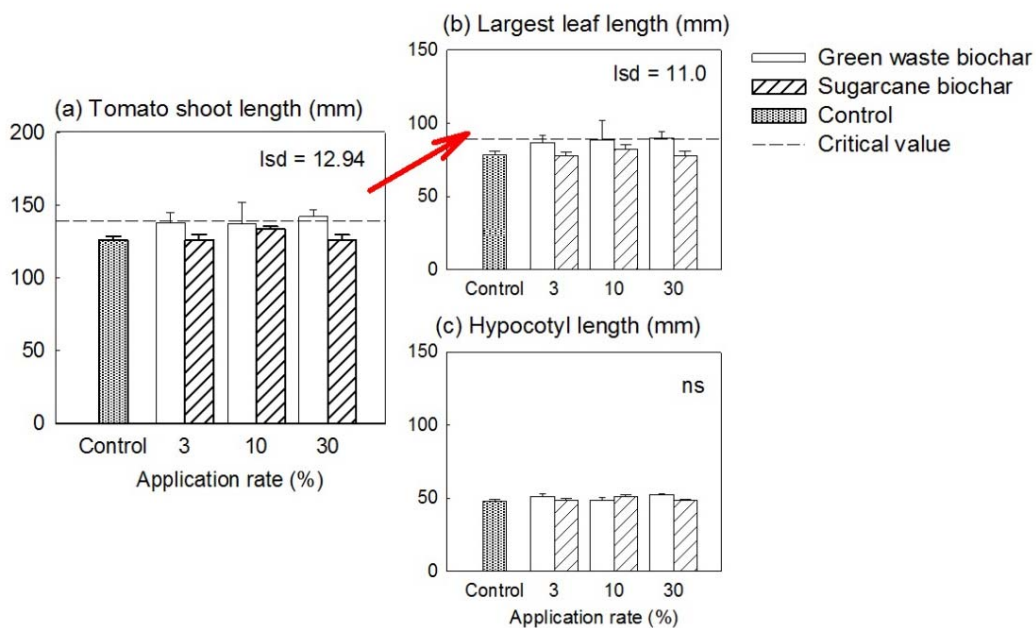 (a) Tomato shoot length (mm)
200
150
100
50
0
lsd = 12.94
Control 3 10 30
Application rate (%)
(b) Largest leaf length (mm)
150
100
50
0
lsd = 11.0
Control 3 10 30
(c) Hypocotyl length (mm)
150
100
50
0
ns
Control 3 10 30
Application rate (%)
Green waste biochar
Sugarcane biochar
Control
Critical value